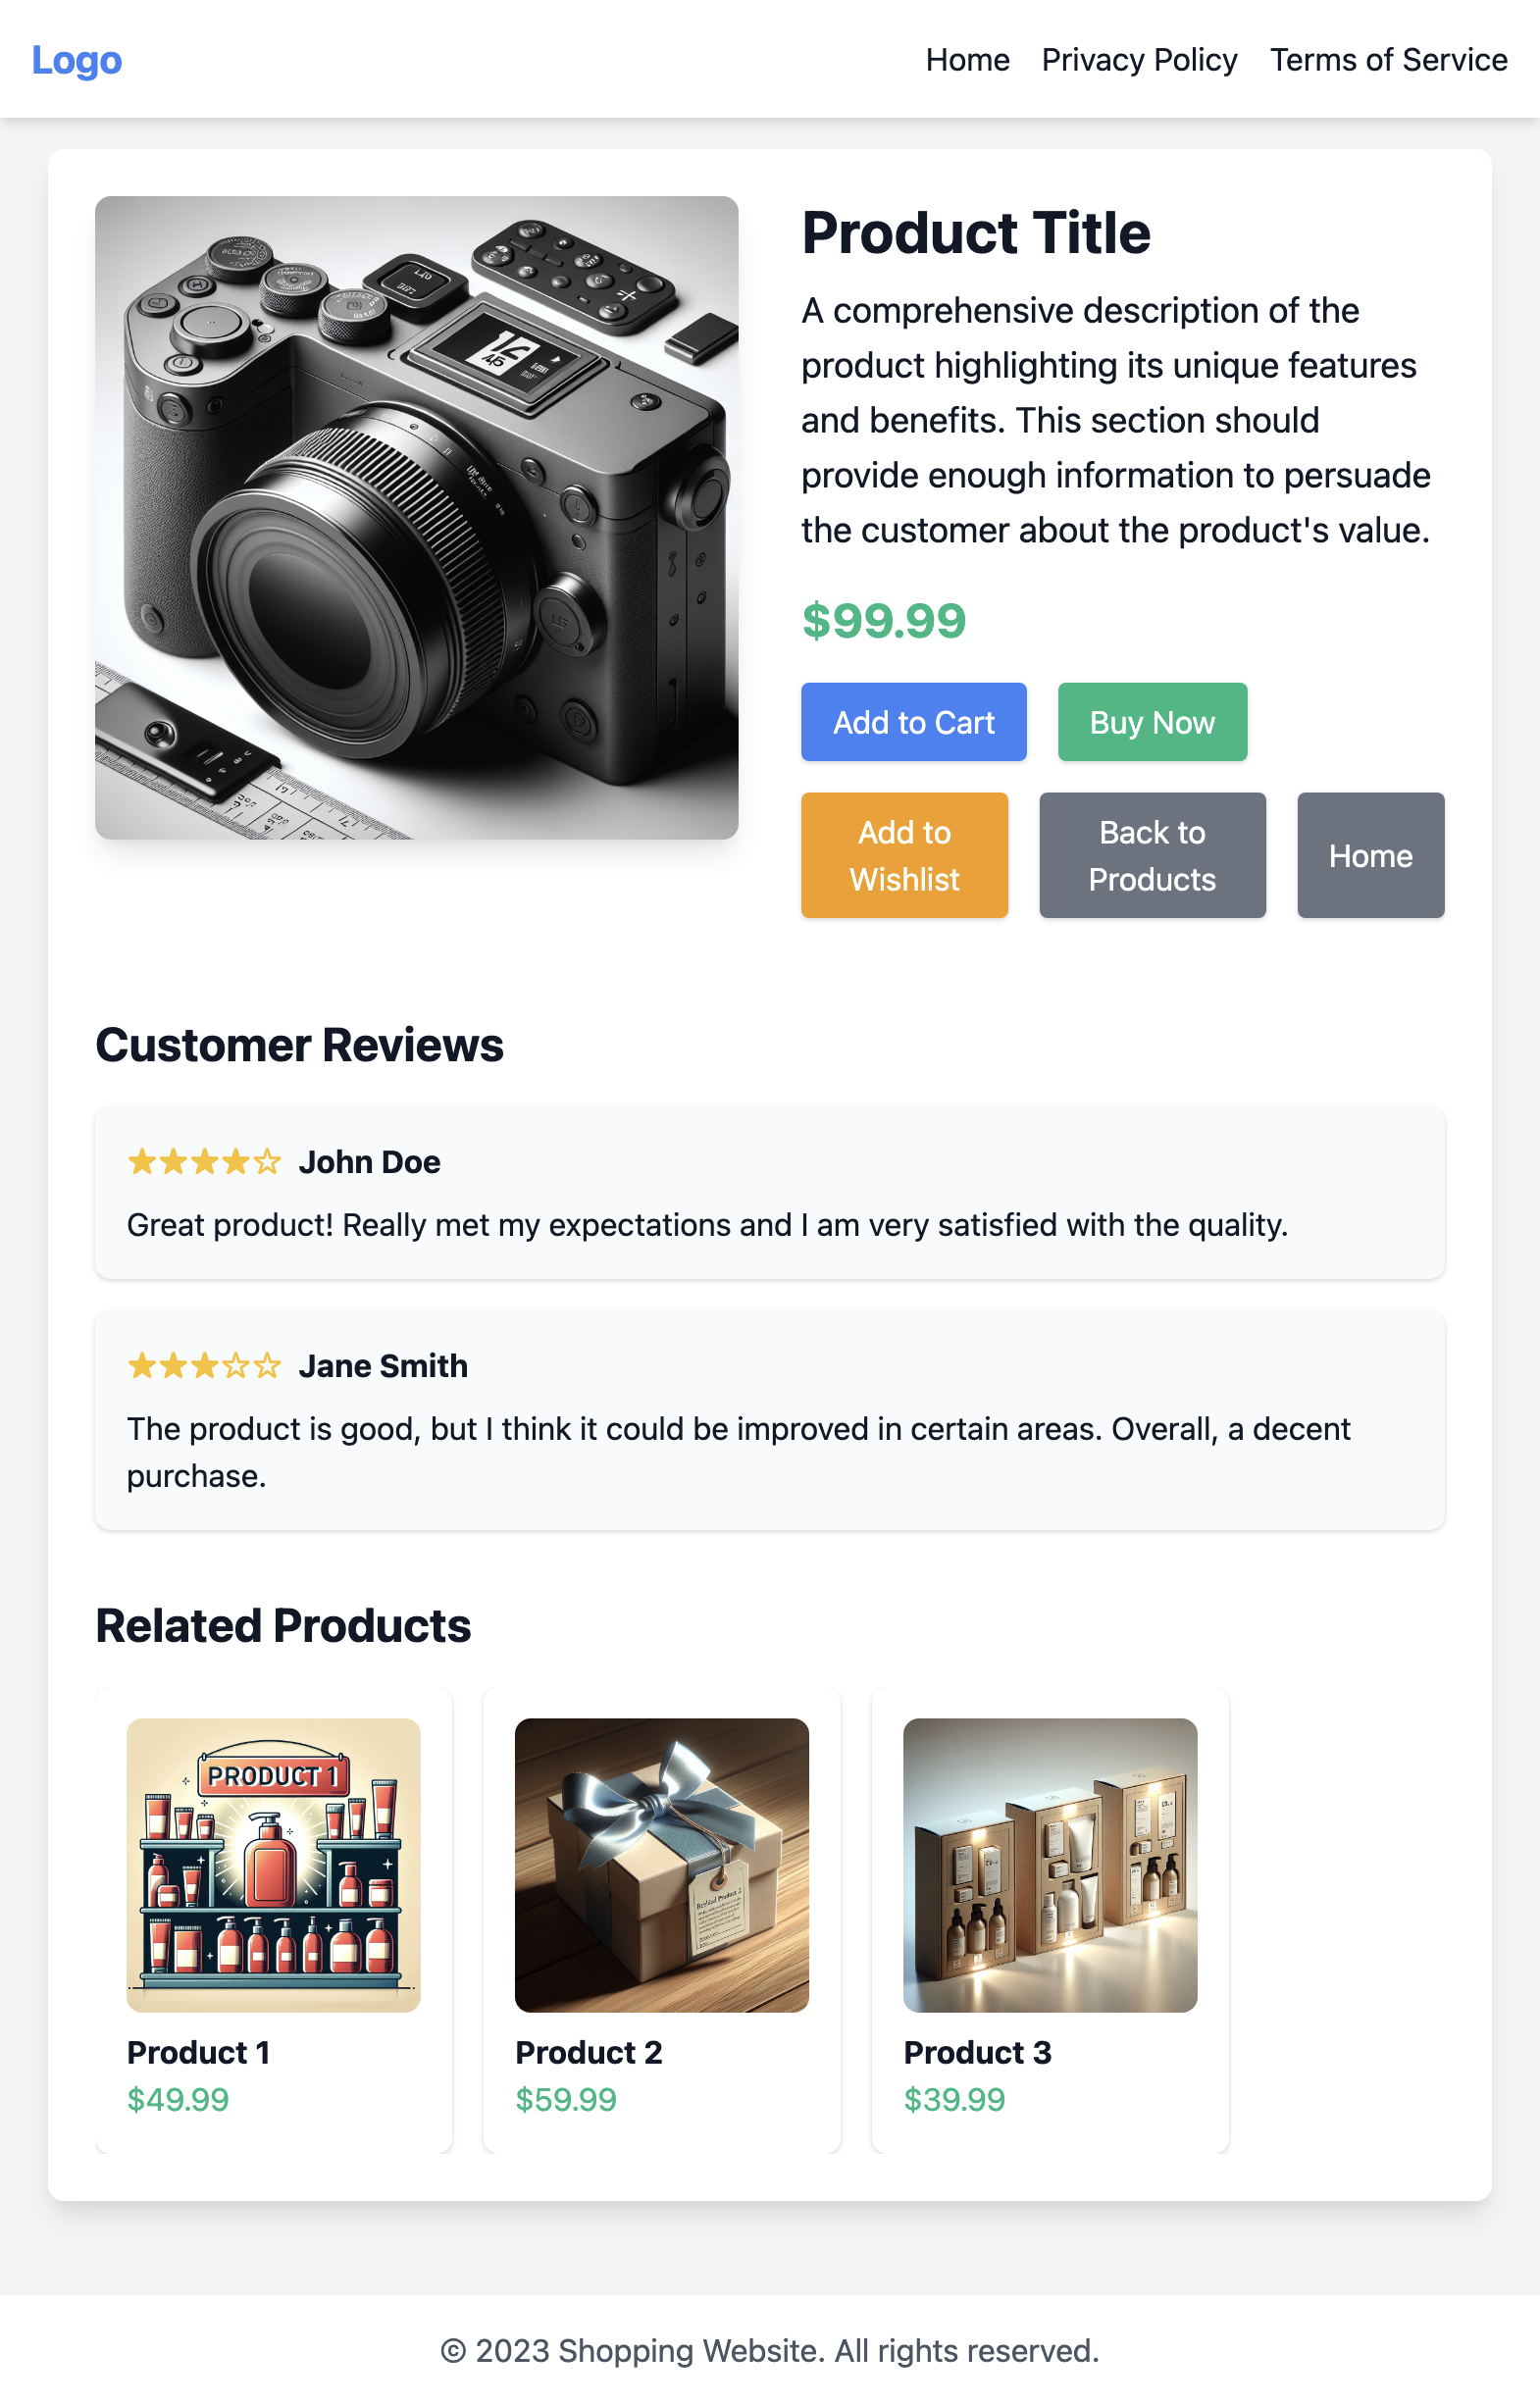 Logo
Home Privacy Policy Terms of Service
Product Title
A comprehensive description of the
product highlighting its unique features
and benefits. This section should
provide enough information to persuade
the customer about the product's value.
$99.99
Add to Cart Buy Now
Add to
Wishlist
Back to
Products
Home
Customer Reviews
John Doe
Great product! Really met my expectations and I am very satisfied with the quality.
Jane Smith
The product is good, but I think it could be improved in certain areas. Overall, a decent
purchase.
Related Products
PRODUCT 1
Product 1
$49.99
Product 2
$59.99
Product 3
$39.99
© 2023 Shopping Website. All rights reserved.